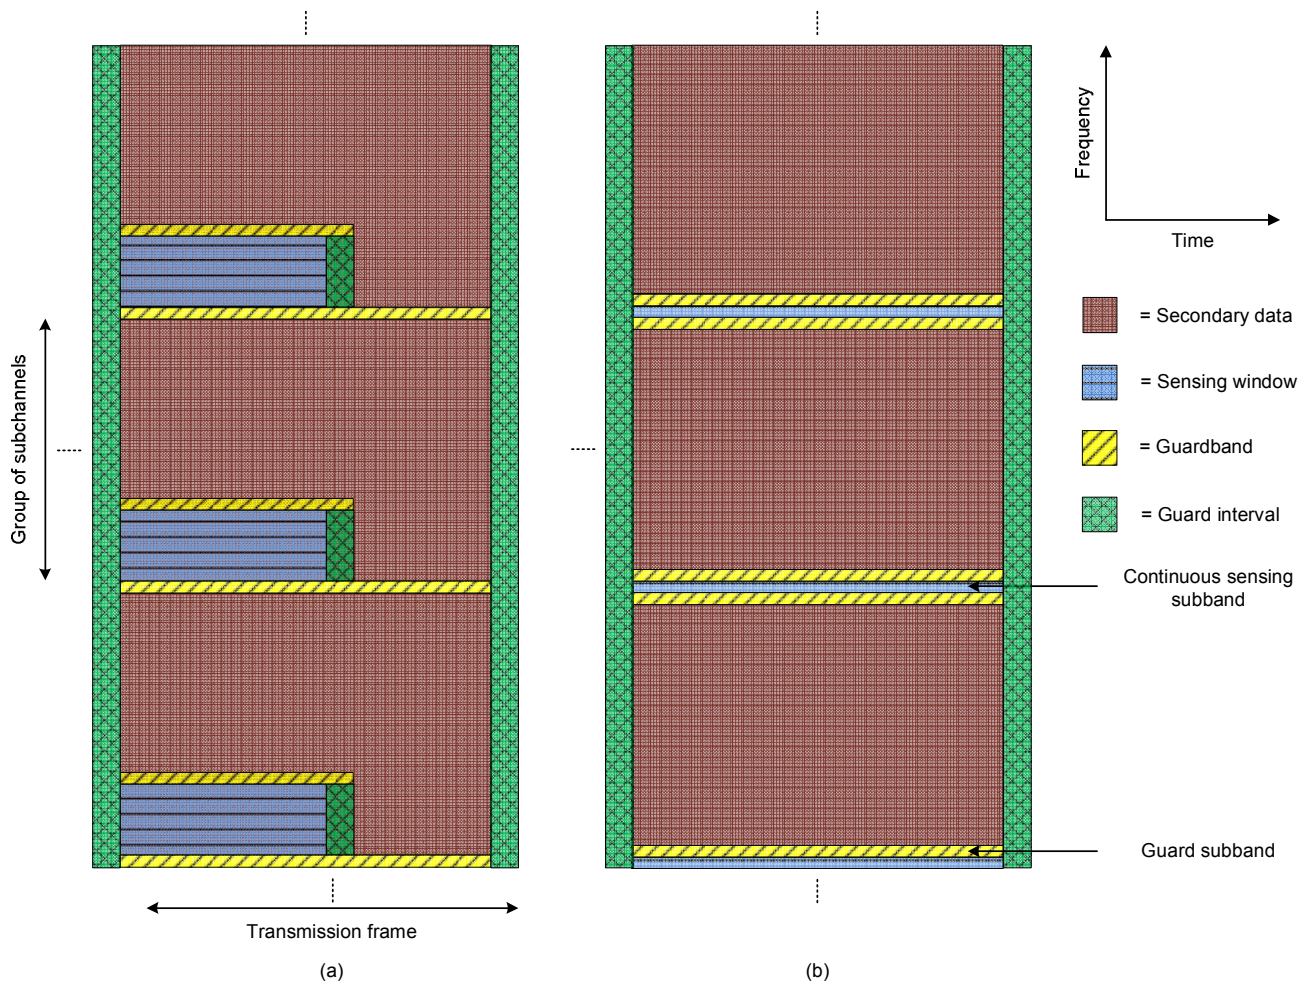 Frequency
Time
= Secondary data
= Sensing window
= Guardband
= Guard interval
Group of subchannels
Continuous sensing
subband
Guard subband
Transmission frame
(a)
(b)